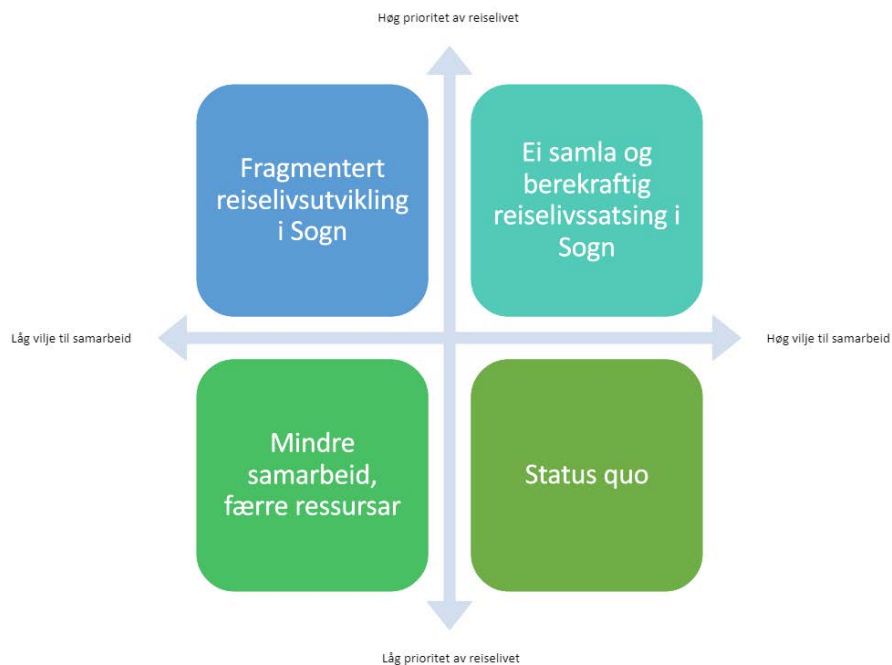 Høg prioritet av reiselivet
Fragmentert
reiselivsutvikling
i Sogn
Ei samla og
berekraftig
reiselivssatsing i
Sogn
Låg vilje til samarbeid
Høg vilje til samarbeid
Mindre
samarbeid,
færre ressursar
Status quo
Låg prioritet av reiselivet